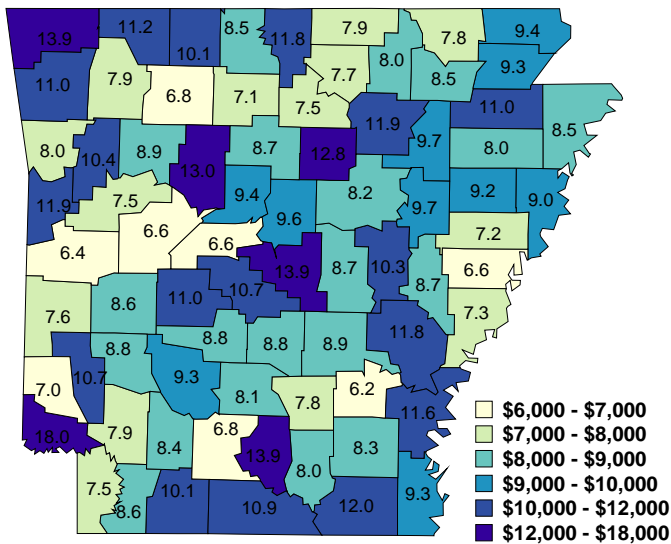 11.2 8.5 11.8 7.9 7.8 9.4
13.9 10.1 8.0 9.3
11.0 7.9 7.7 8.5
6.8 7.1 7.5 11.9 11.0 8.5
8.0 10.4 8.9 8.7 12.8 9.7 8.0
13.0
11.9 7.5 9.4 8.2 9.2 9.0
9.6 9.7
6.4 6.6 6.6 7.2
13.9 8.7 10.3 8.7 6.6
7.6 8.6 11.0 10.7 7.3
8.8 8.8 8.8 8.9 11.8
7.0 10.7 9.3 8.1 7.8 6.2
11.6 $6,000 - $7,000
18.0 7.9 8.4 6.8 13.9 8.3 $7,000 - $8,000
8.0 $8,000 - $9,000
7.5 10.1 9.3 $9,000 - $10,000
8.6 10.9 12.0 $10,000 - $12,000
$12,000 - $18,000